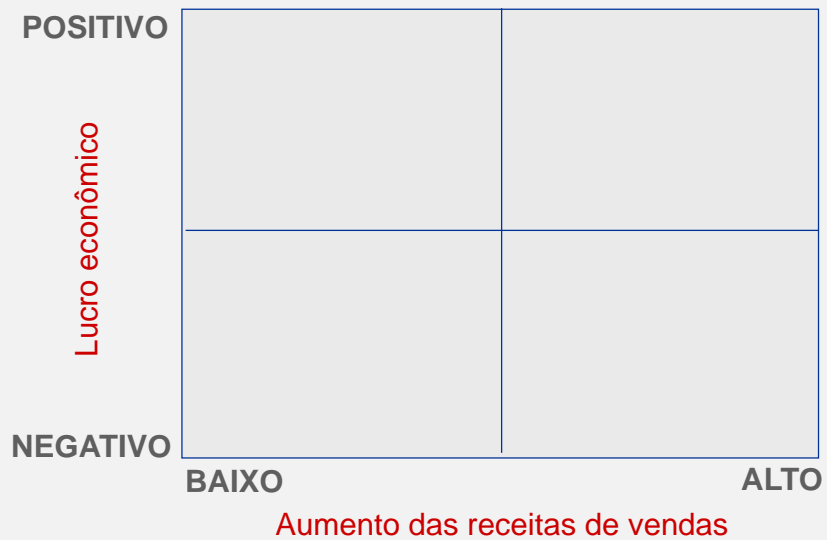 POSITIVO
Lucro econômico
NEGATIVO
BAIXO
ALTO
Aumento das receitas de vendas